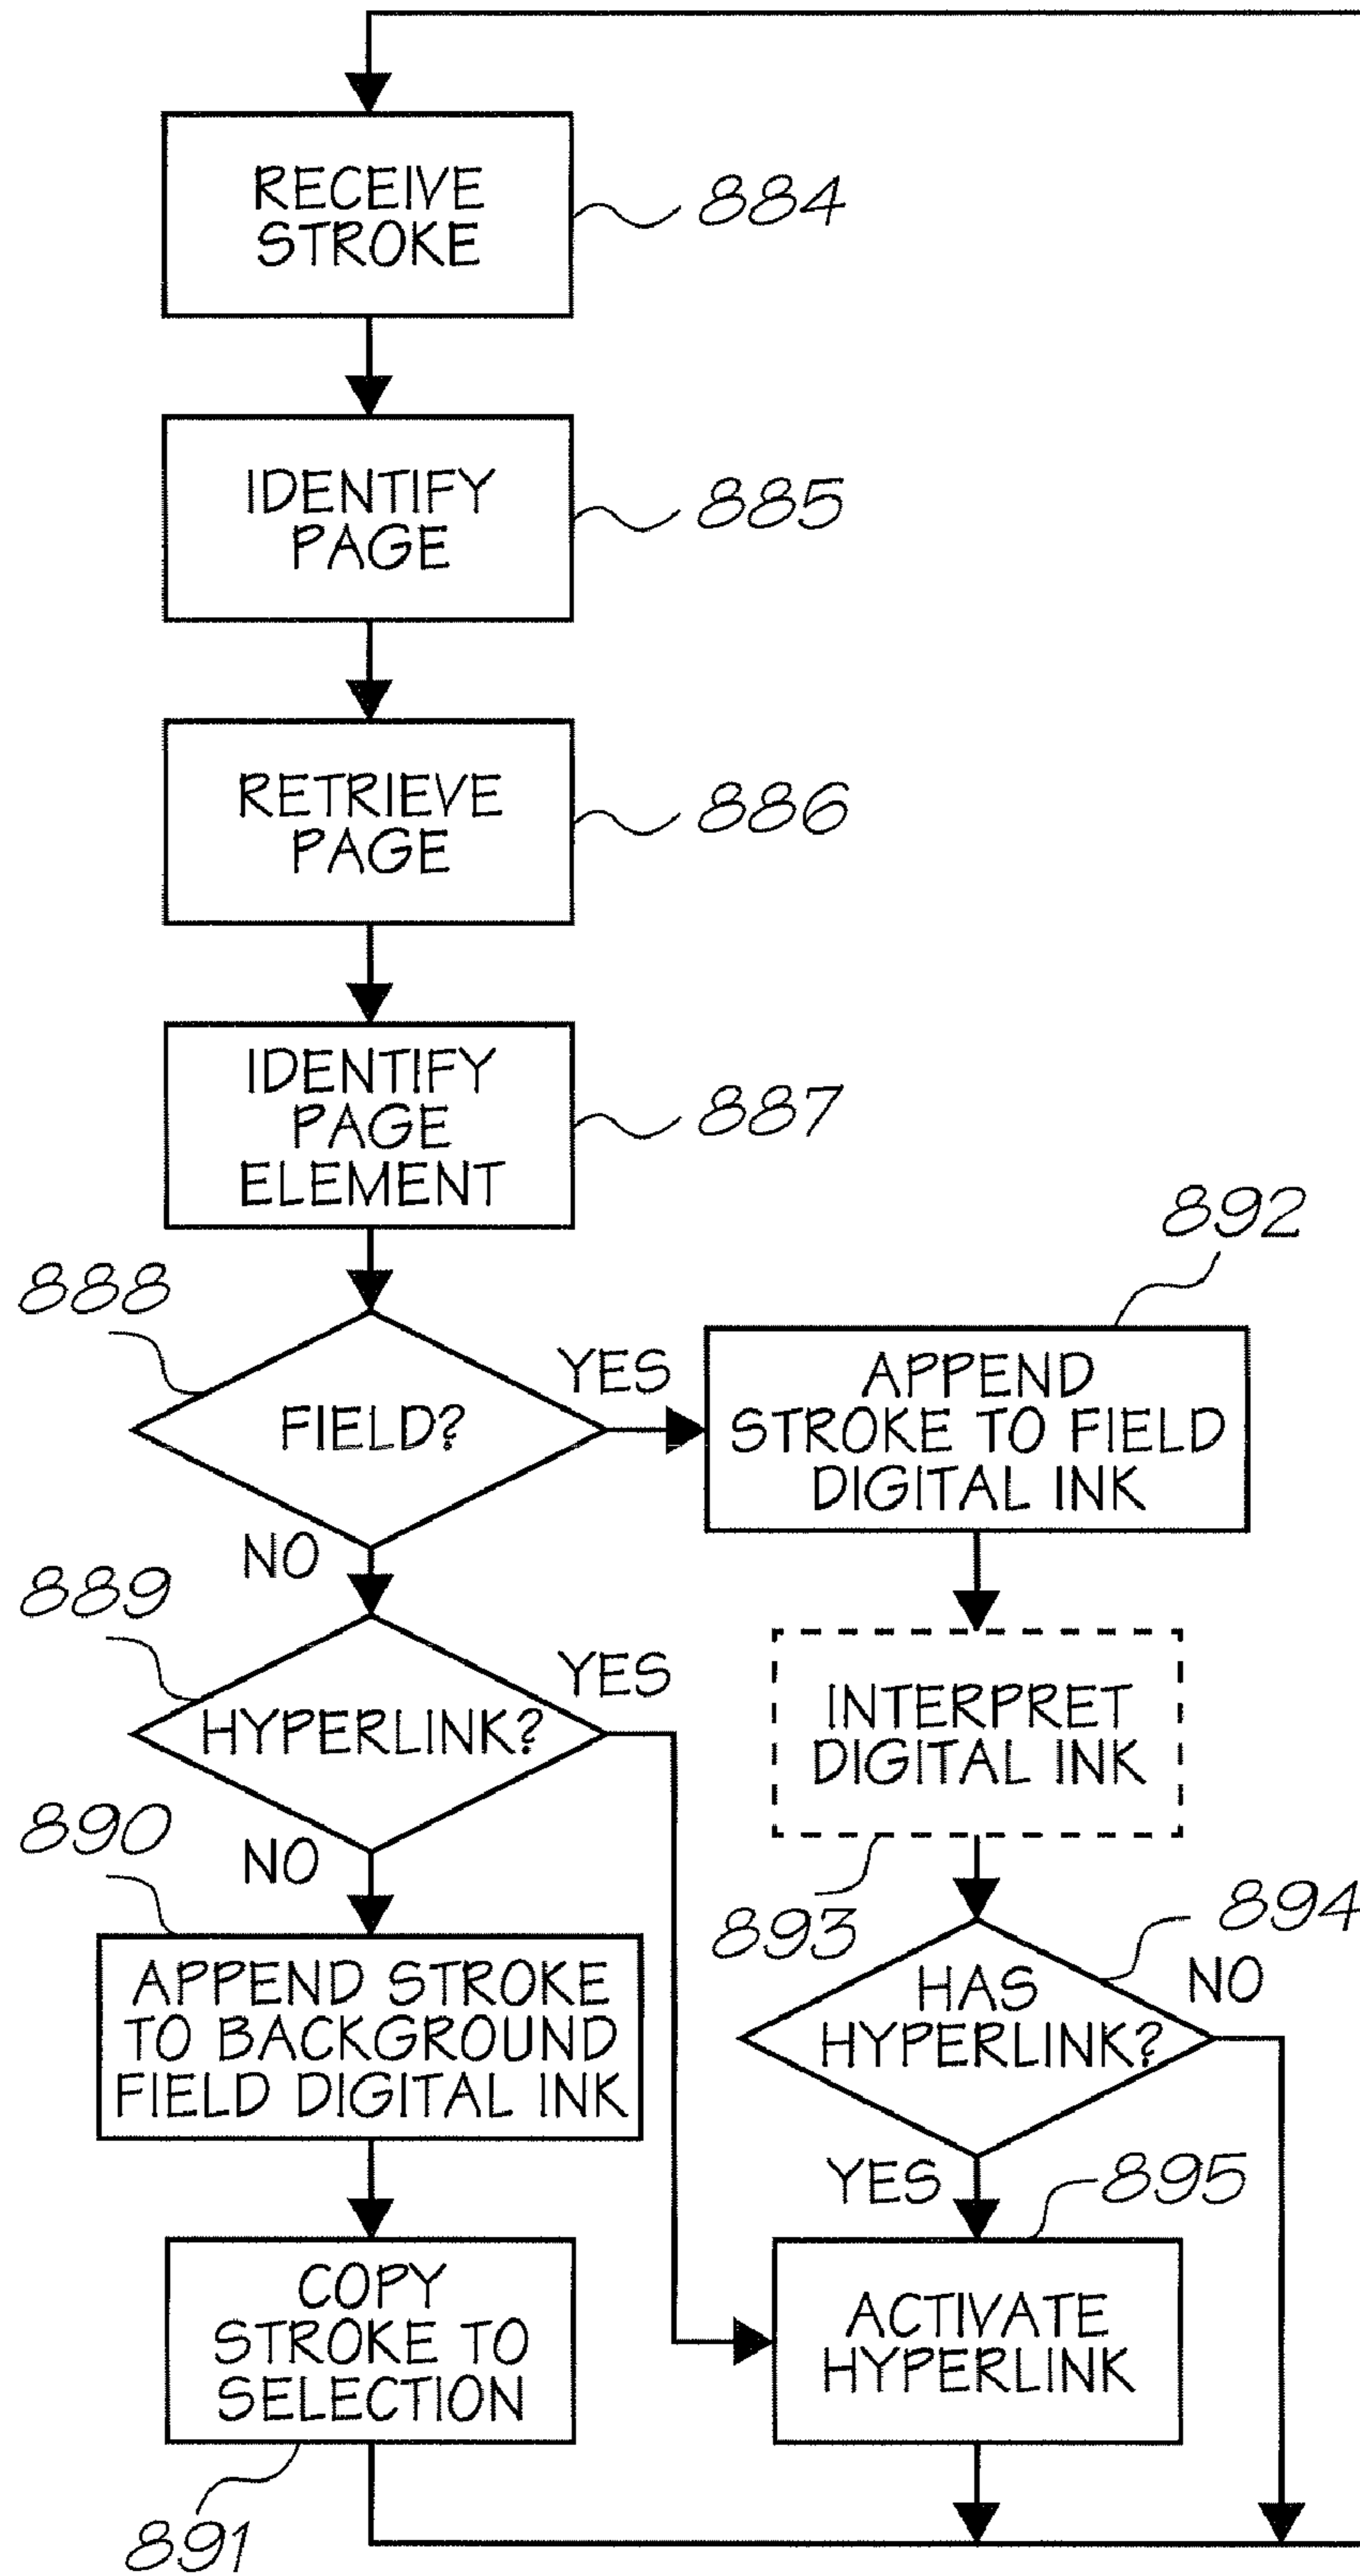 RECEIVE
STROKE
884
IDENTIFY
PAGE
885
RETRIEVE
PAGE
886
IDENTIFY
PAGE
ELEMENT
887
888
FIELD?
YES
NO
892
APPEND
STROKE TO FIELD
DIGITAL INK
889
HYPERLINK?
YES
NO
INTERPRET
DIGITAL INK
893
890
APPEND STROKE
TO BACKGROUND
FIELD DIGITAL INK
894
HAS
HYPERLINK?
NO
YES
895
COPY
STROKE TO
SELECTION
891
ACTIVATE
HYPERLINK